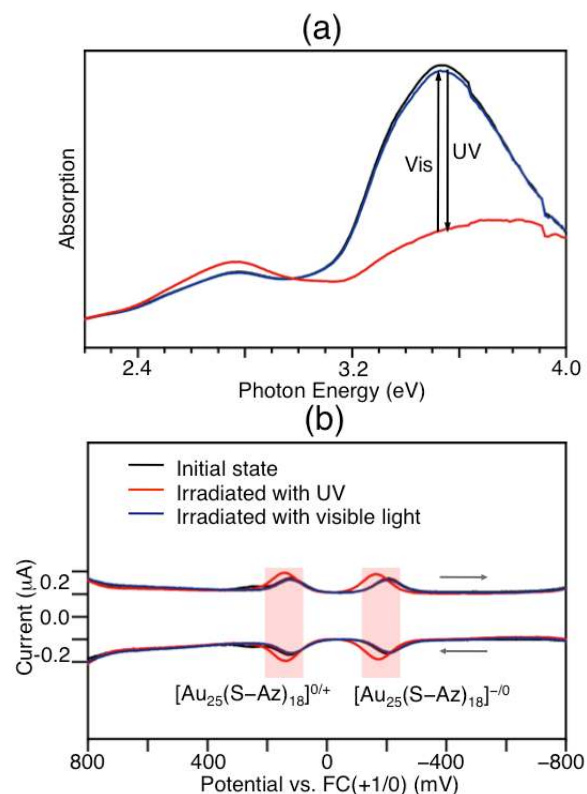 (a)
Absorption
Vis
UV
2.4
3.2
4.0
Photon Energy (eV)
(b)
Initial state
Irradiated with UV
Irradiated with visible light
Current (μA)
0.2
0.0
-0.2
[Au₂₅(S−Az)₁₈]⁰ᐟ⁺
[Au₂₅(S−Az)₁₈]⁻ᐟ⁰
800
400
0
−400
−800
Potential vs. FC(+1/0) (mV)